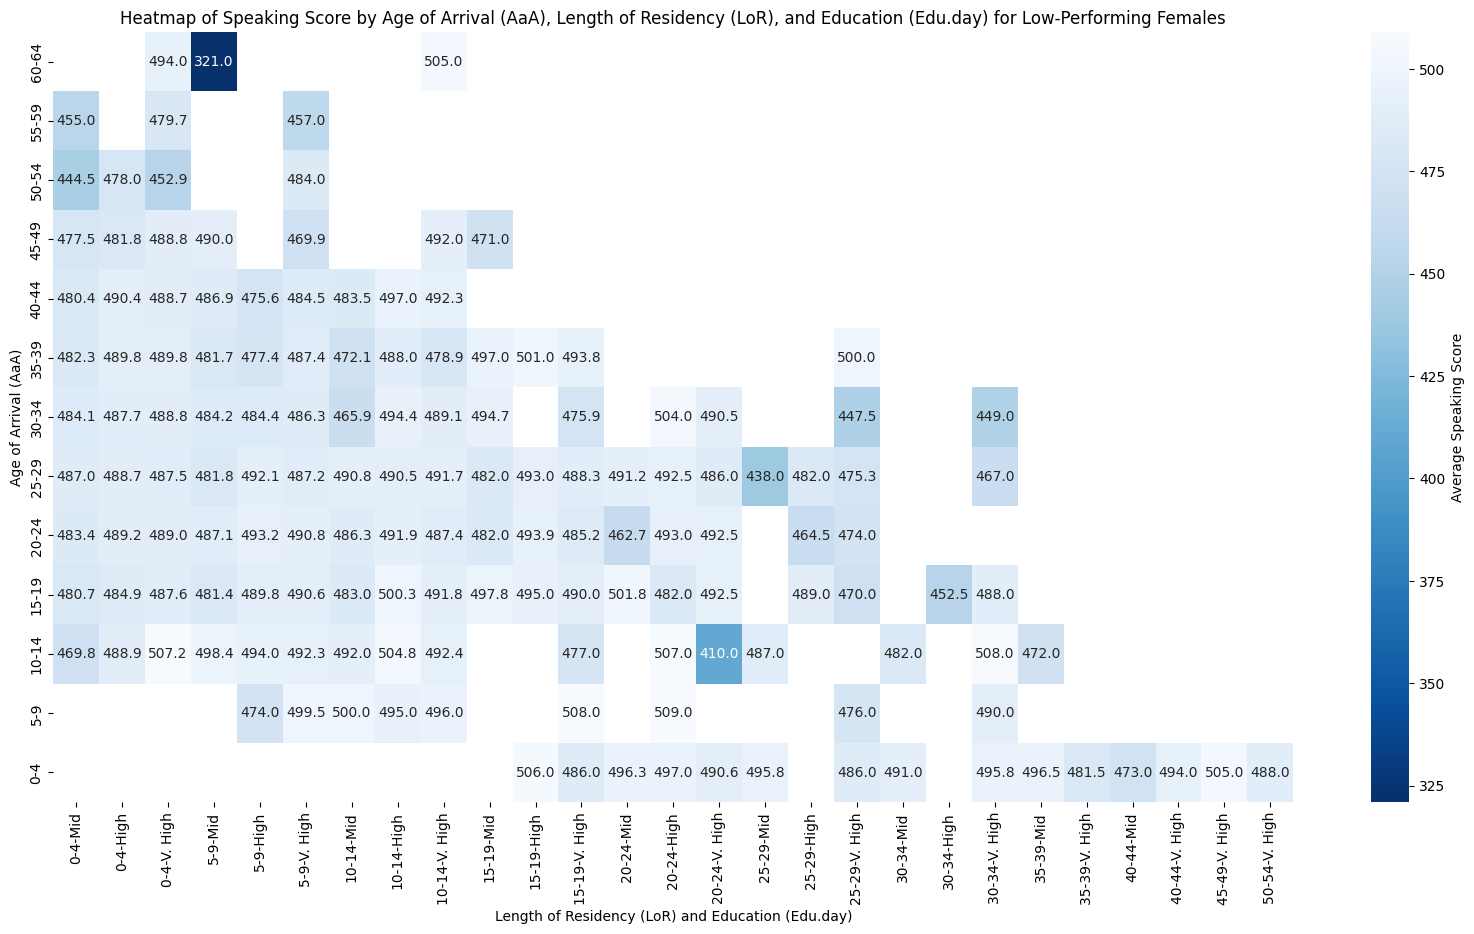 Heatmap of Speaking Score by Age of Arrival (AaA), Length of Residency (LoR), and Education (Edu.day) for Low-Performing Females
Age of Arrival (AaA)
60-64 494.0 321.0 505.0
55-59 455.0 479.7 457.0
50-54 444.5 478.0 452.9 484.0
45-49 477.5 481.8 488.8 490.0 469.9 492.0 471.0
40-44 480.4 490.4 488.7 486.9 475.6 484.5 483.5 497.0 492.3
35-39 482.3 489.8 489.8 481.7 477.4 487.4 472.1 488.0 478.9 497.0 501.0 493.8 500.0
30-34 484.1 487.7 488.8 484.2 484.4 486.3 465.9 494.4 489.1 494.7 475.9 504.0 490.5 447.5 449.0
25-29 487.0 488.7 487.5 481.8 492.1 487.2 490.8 490.5 491.7 482.0 493.0 488.3 491.2 492.5 486.0 438.0 482.0 475.3 467.0
20-24 483.4 489.2 489.0 487.1 493.2 490.8 486.3 491.9 487.4 482.0 493.9 485.2 462.7 493.0 492.5 464.5 474.0
15-19 480.7 484.9 487.6 481.4 489.8 490.6 483.0 500.3 491.8 497.8 495.0 490.0 501.8 482.0 492.5 489.0 470.0 452.5 488.0
10-14 469.8 488.9 507.2 498.4 494.0 492.3 492.0 504.8 492.4 477.0 507.0 410.0 487.0 482.0 508.0 472.0
5-9 474.0 499.5 500.0 495.0 496.0 508.0 509.0 476.0 490.0
0-4 506.0 486.0 496.3 497.0 490.6 495.8 486.0 491.0 495.8 496.5 481.5 473.0 494.0 505.0 488.0
0-4-Mid
0-4-High
0-4-V. High
5-9-Mid
5-9-High
5-9-V. High
10-14-Mid
10-14-High
10-14-V. High
15-19-Mid
15-19-High
15-19-V. High
20-24-Mid
20-24-High
20-24-V. High
25-29-Mid
25-29-High
25-29-V. High
30-34-Mid
30-34-High
30-34-V. High
35-39-Mid
35-39-V. High
40-44-Mid
40-44-V. High
45-49-V. High
50-54-V. High
Length of Residency (LoR) and Education (Edu.day)
500
475
450
425
400
375
350
325
Average Speaking Score